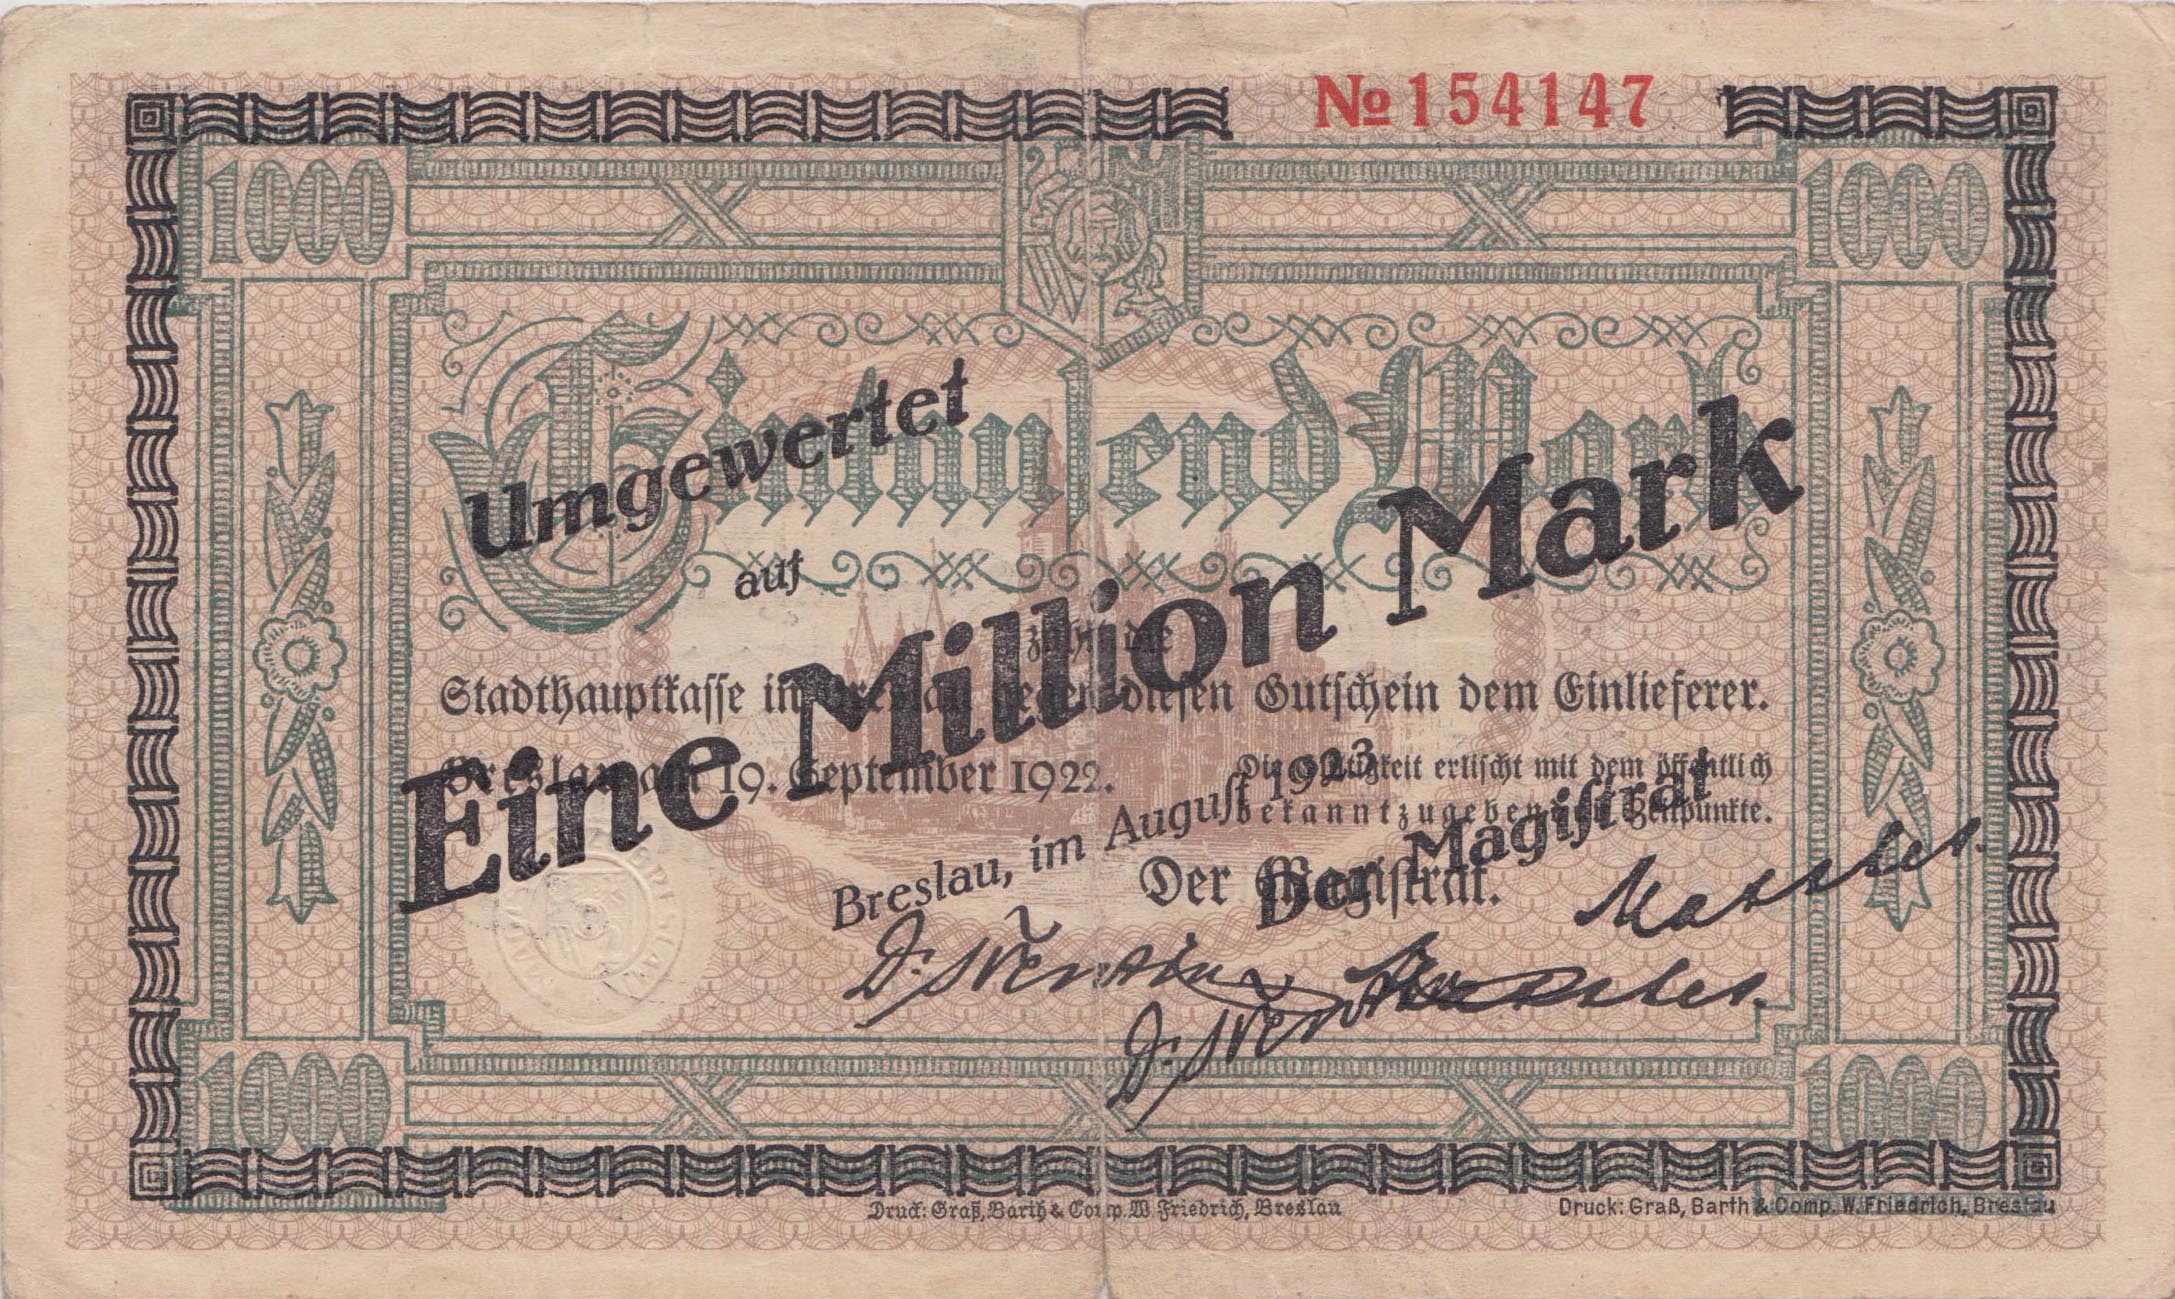 № 154147
1000
1000
Eintausend Mark
Umgewertet
auf
Eine Million Mark
zahlt die
Stadthauptkasse in Breslau gegen diesen Gutschein dem Einlieferer.
Breslau am 19. September 1922.
Die Gültigkeit erlischt mit dem öffentlich
bekanntzugebenden Zeitpunkte.
Breslau, im August 1923
Der Magistrat
Der Magistrat.
1000
1000
Druck: Graß, Barth & Comp. W. Friedrich, Breslau
Druck: Graß, Barth & Comp. W. Friedrich, Breslau